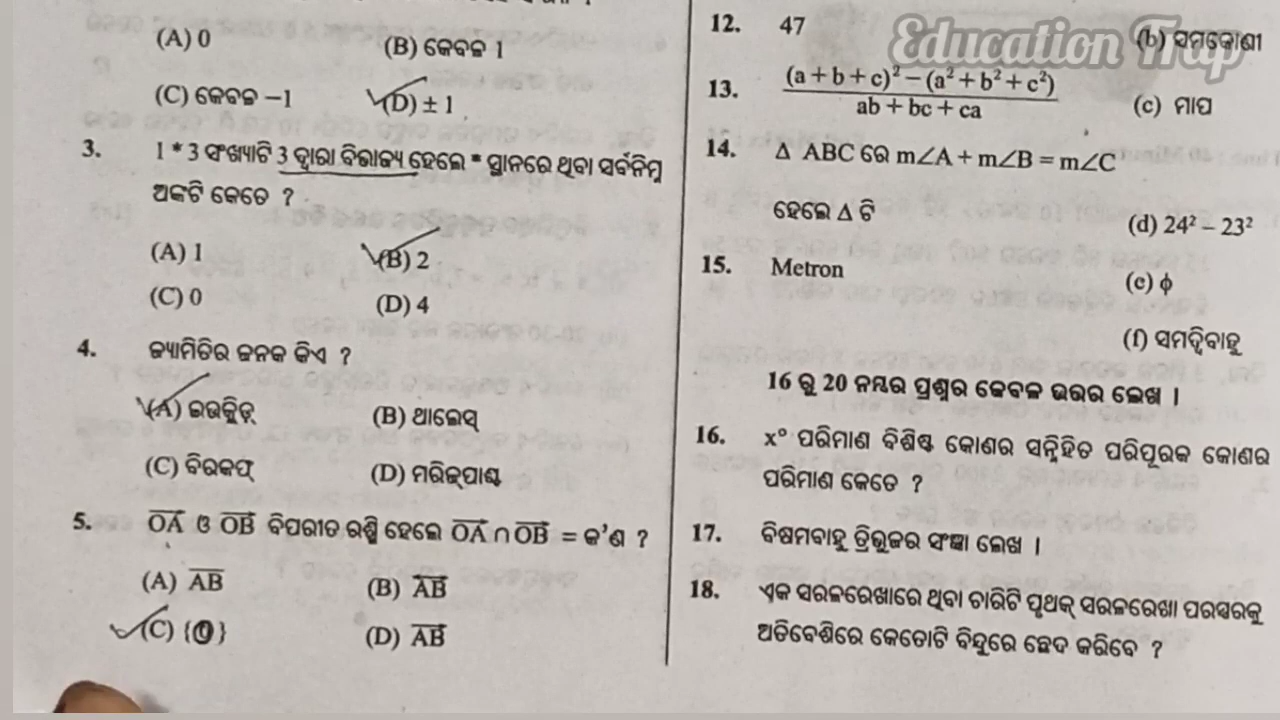 (A) 0
(B) କେବଳ 1
(C) କେବଳ −1
(D) ± 1
3. 1 * 3 ସଂଖ୍ୟାଟି 3 ଦ୍ୱାରା ବିଭାଜ୍ୟ ହେଲେ * ସ୍ଥାନରେ ଥିବା ସର୍ବନିମ୍ନ
ଅଙ୍କଟି କେତେ ?
(A) 1
(B) 2
(C) 0
(D) 4
4. ଜ୍ୟାମିତିର ଜନକ କିଏ ?
(A) ଇଉକ୍ଲିଡ୍
(B) ଥାଲେସ୍
(C) ବିରକଫ୍
(D) ମରିଜ୍‌ପାଶ୍ଚ
5. OA ଓ OB ବିପରୀତ ରଶ୍ମି ହେଲେ OA ∩ OB = କ'ଣ ?
(A) AB
(B) AB
(C) {O}
(D) AB
12. 47
(b) ସମକୋଣୀ
Education Trap
13. (a + b + c)² − (a² + b² + c²)
ab + bc + ca
(c) ମାପ
14. Δ ABC ରେ m∠A + m∠B = m∠C
ହେଲେ Δ ଟି
(d) 24² − 23²
15. Metron
(e) ϕ
(f) ସମଦ୍ବିବାହୁ
16 ରୁ 20 ନମ୍ବର ପ୍ରଶ୍ନର କେବଳ ଉତ୍ତର ଲେଖ ।
16. x° ପରିମାଣ ବିଶିଷ୍ଟ କୋଣର ସନ୍ନିହିତ ପରିପୂରକ କୋଣର
ପରିମାଣ କେତେ ?
17. ବିଷମବାହୁ ତ୍ରିଭୁଜର ସଂଜ୍ଞା ଲେଖ ।
18. ଏକ ସରଳରେଖାରେ ଥିବା ଚାରିଟି ପୃଥକ୍ ସରଳରେଖା ପରସ୍ପରକୁ
ଅତିବେଶିରେ କେତୋଟି ବିନ୍ଦୁରେ ଛେଦ କରିବେ ?